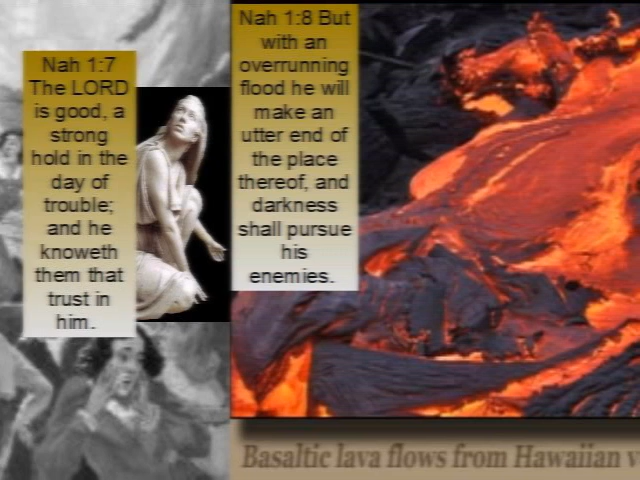 Nah 1:7
The LORD
is good, a
strong
hold in the
day of
trouble;
and he
knoweth
them that
trust in
him.
Nah 1:8 But
with an
overrunning
flood he will
make an
utter end of
the place
thereof, and
darkness
shall pursue
his
enemies.
Basaltic lava flows from Hawaiian v